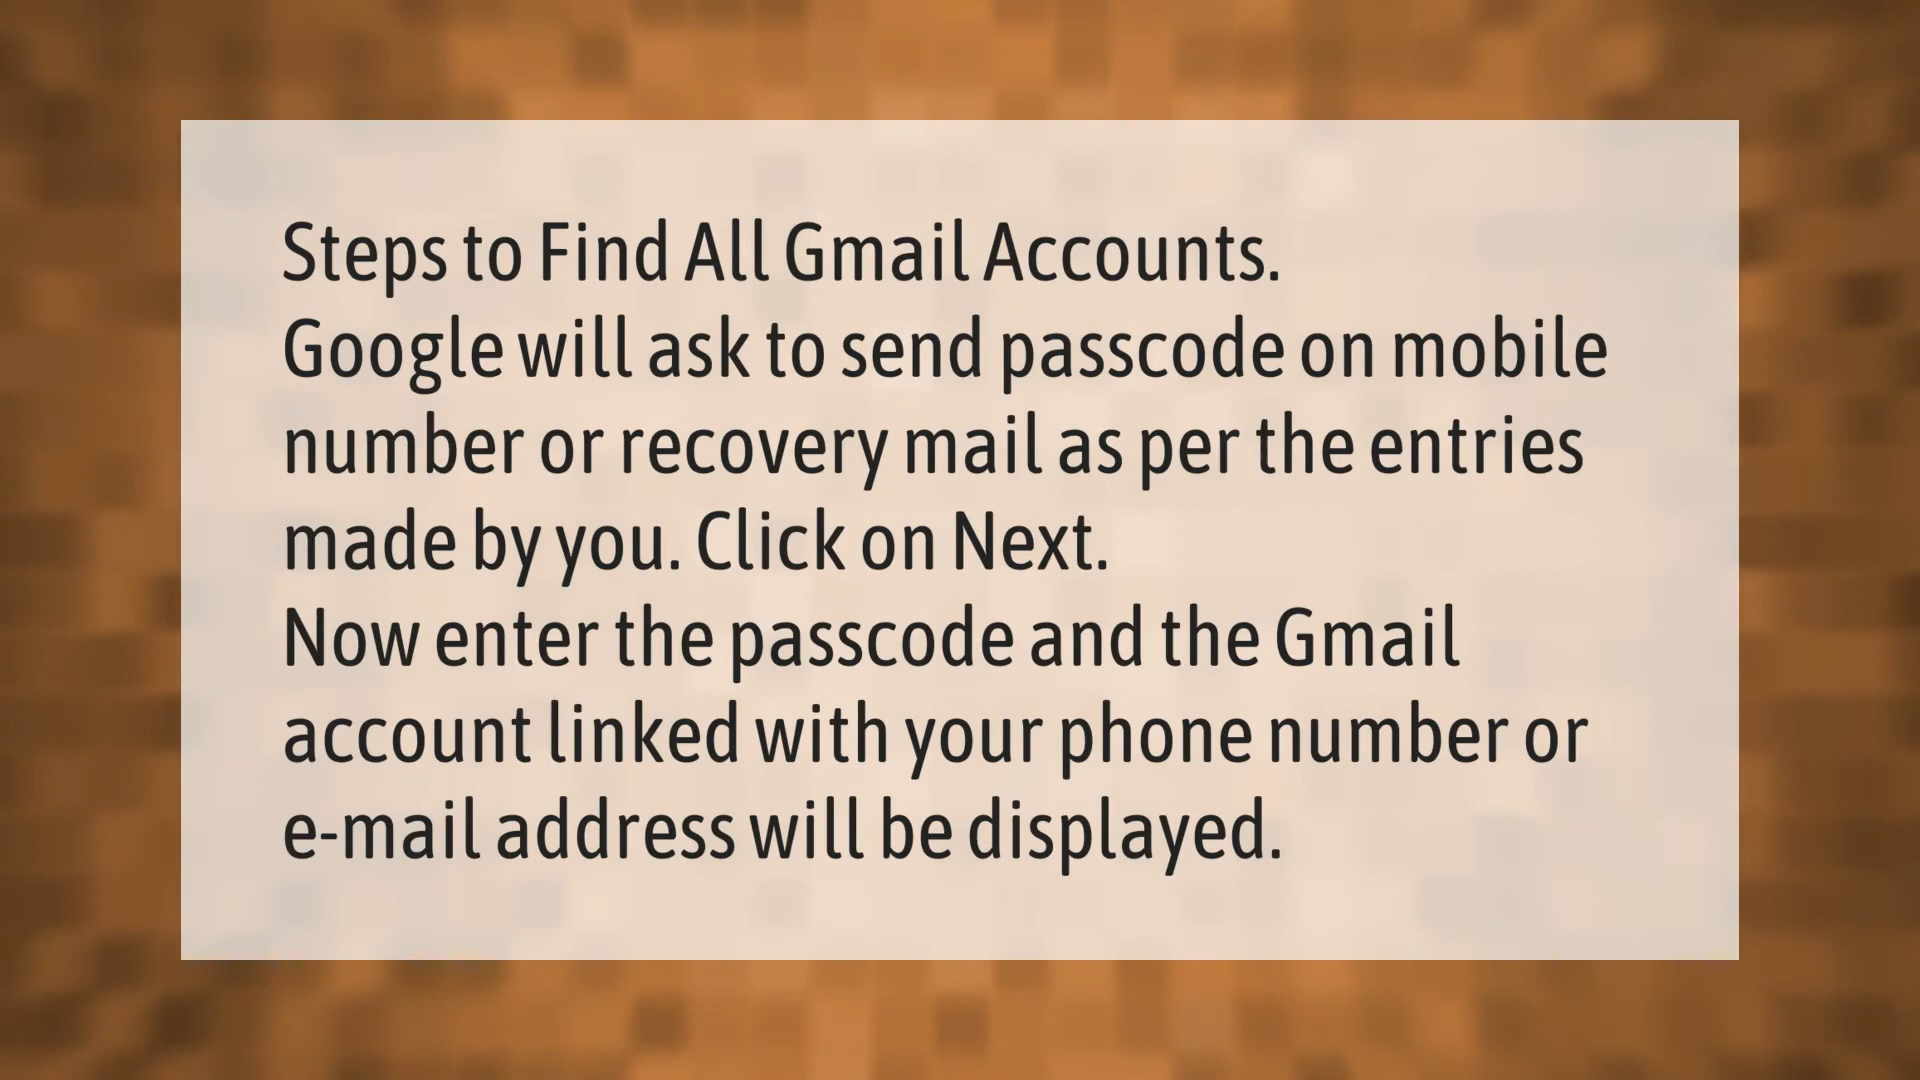 Steps to Find All Gmail Accounts.
Google will ask to send passcode on mobile
number or recovery mail as per the entries
made by you. Click on Next.
Now enter the passcode and the Gmail
account linked with your phone number or
e-mail address will be displayed.